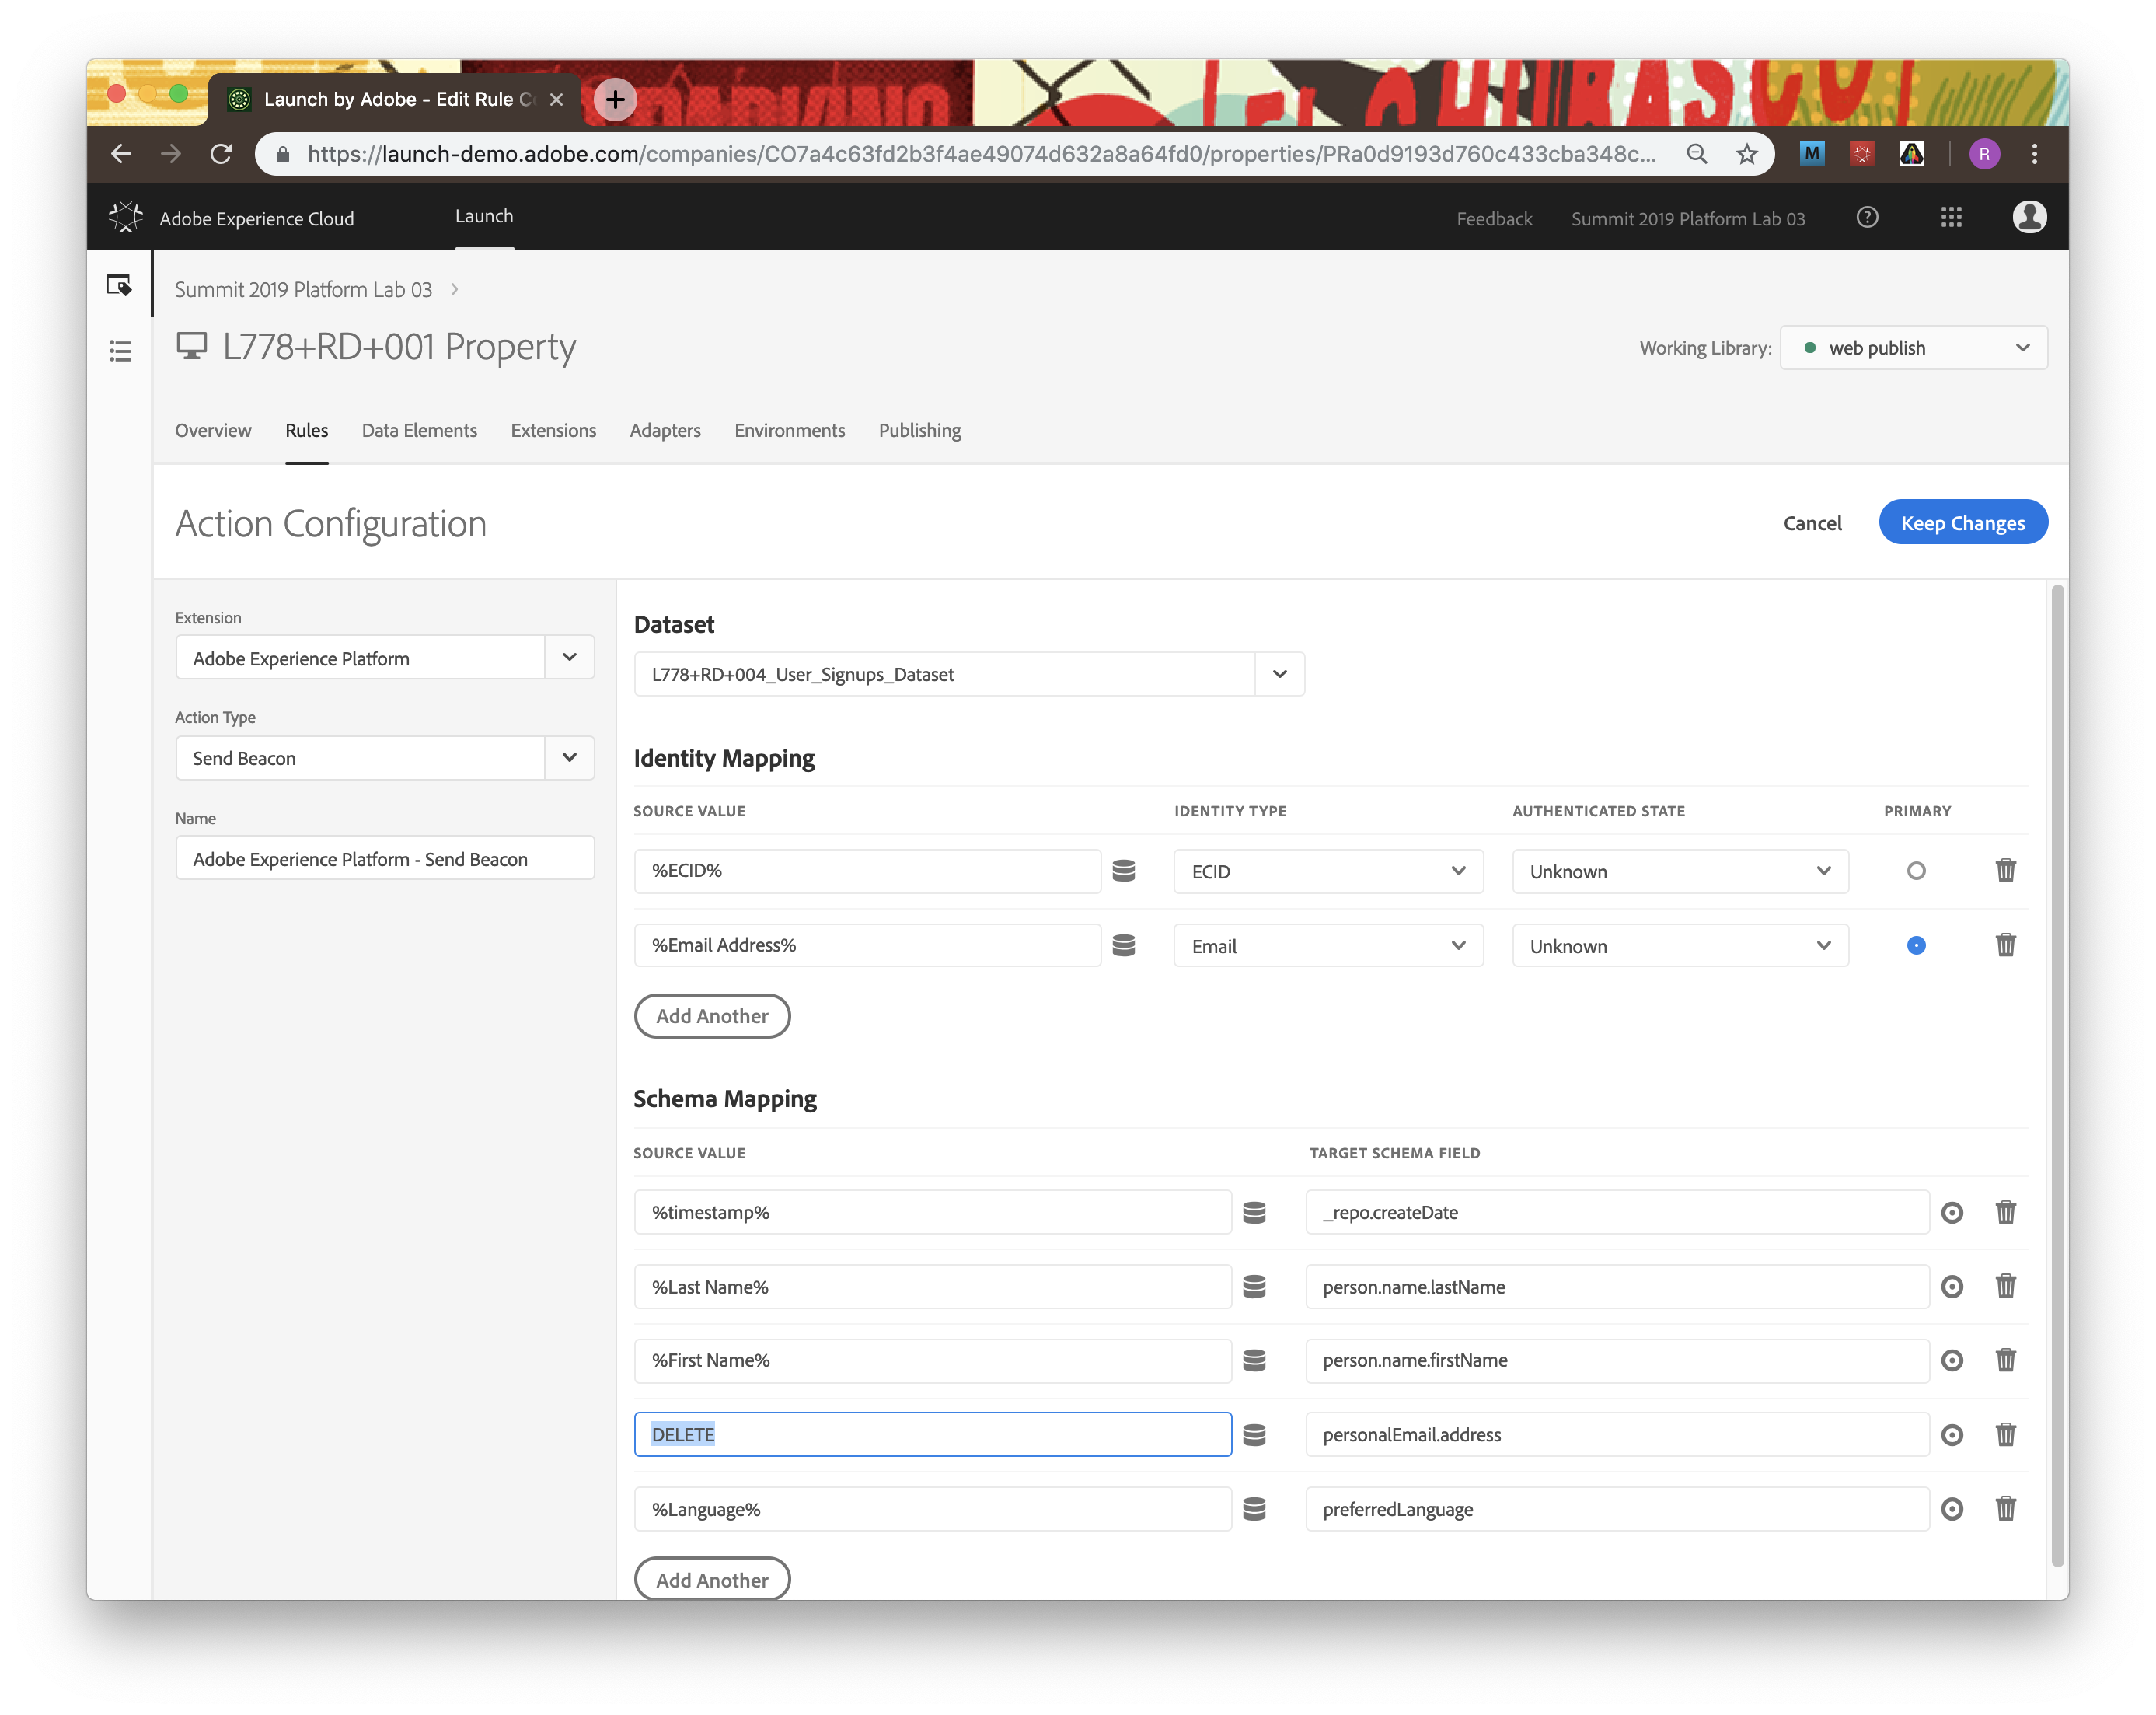 Launch by Adobe - Edit Rule C
https://launch-demo.adobe.com/companies/CO7a4c63fd2b3f4ae49074d632a8a64fd0/properties/PRa0d9193d760c433cba348c...
M
R
Adobe Experience Cloud
Launch
Feedback
Summit 2019 Platform Lab 03
Summit 2019 Platform Lab 03
L778+RD+001 Property
Working Library:
web publish
Overview
Rules
Data Elements
Extensions
Adapters
Environments
Publishing
Action Configuration
Cancel
Keep Changes
Extension
Adobe Experience Platform
Action Type
Send Beacon
Name
Adobe Experience Platform - Send Beacon
Dataset
L778+RD+004_User_Signups_Dataset
Identity Mapping
SOURCE VALUE
IDENTITY TYPE
AUTHENTICATED STATE
PRIMARY
%ECID%
ECID
Unknown
%Email Address%
Email
Unknown
Add Another
Schema Mapping
SOURCE VALUE
TARGET SCHEMA FIELD
%timestamp%
_repo.createDate
%Last Name%
person.name.lastName
%First Name%
person.name.firstName
DELETE
personalEmail.address
%Language%
preferredLanguage
Add Another